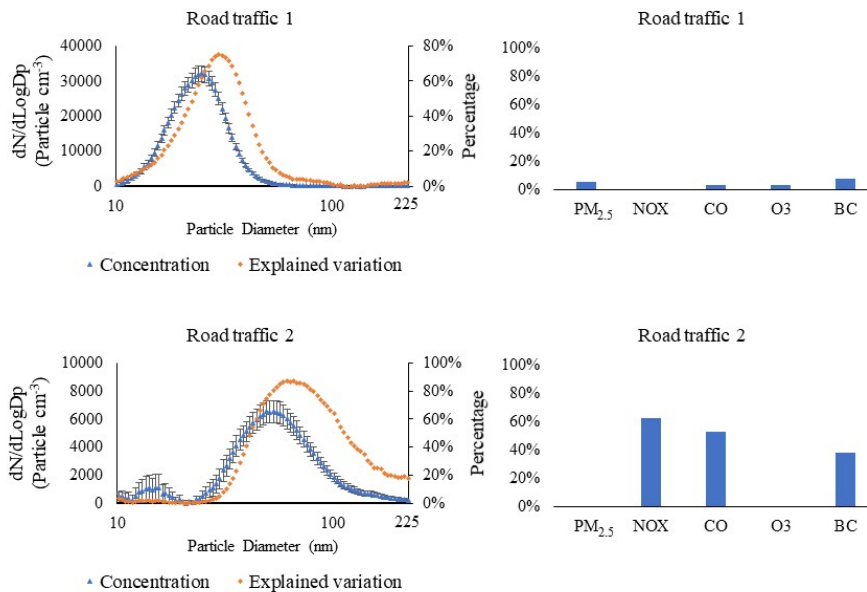 Road traffic 1
40000
30000
20000
10000
0
80%
60%
40%
20%
0%
dN/dLogDp
(Particle cm-3)
Percentage
10
100
225
Particle Diameter (nm)
Concentration
Explained variation
Road traffic 1
100%
80%
60%
40%
20%
0%
PM2.5 NOX CO O3 BC
Road traffic 2
10000
8000
6000
4000
2000
0
100%
80%
60%
40%
20%
0%
dN/dLogDp
(Particle cm-3)
Percentage
10
100
225
Particle Diameter (nm)
Concentration
Explained variation
Road traffic 2
100%
80%
60%
40%
20%
0%
PM2.5 NOX CO O3 BC